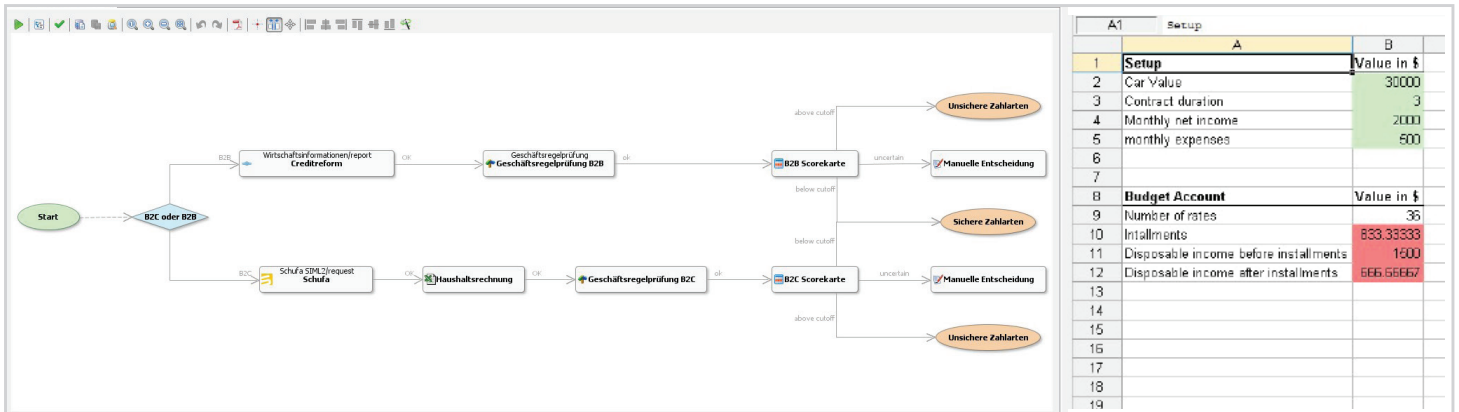 above cutoff
Unsichere Zahlarten
B2B
Wirtschaftsinformationen/report
Creditreform
OK
Geschäftsregelprüfung
Geschäftsregelprüfung B2B
ok
B2B Scorekarte
uncertain
Manuelle Entscheidung
below cutoff
Start
B2C oder B2B
Sichere Zahlarten
below cutoff
B2C
Schufa SIML2/request
Schufa
OK
Haushaltsrechnung
OK
Geschäftsregelprüfung B2C
ok
B2C Scorekarte
uncertain
Manuelle Entscheidung
above cutoff
Unsichere Zahlarten
A1 Setup
A B
1 Setup Value in $
2 Car Value 30000
3 Contract duration 3
4 Monthly net income 2000
5 monthly expenses 500
6
7
8 Budget Account Value in $
9 Number of rates 36
10 Intallments 833.33333
11 Disposable income before installments 1500
12 Disposable income after installments 666.66667
13
14
15
16
17
18
19